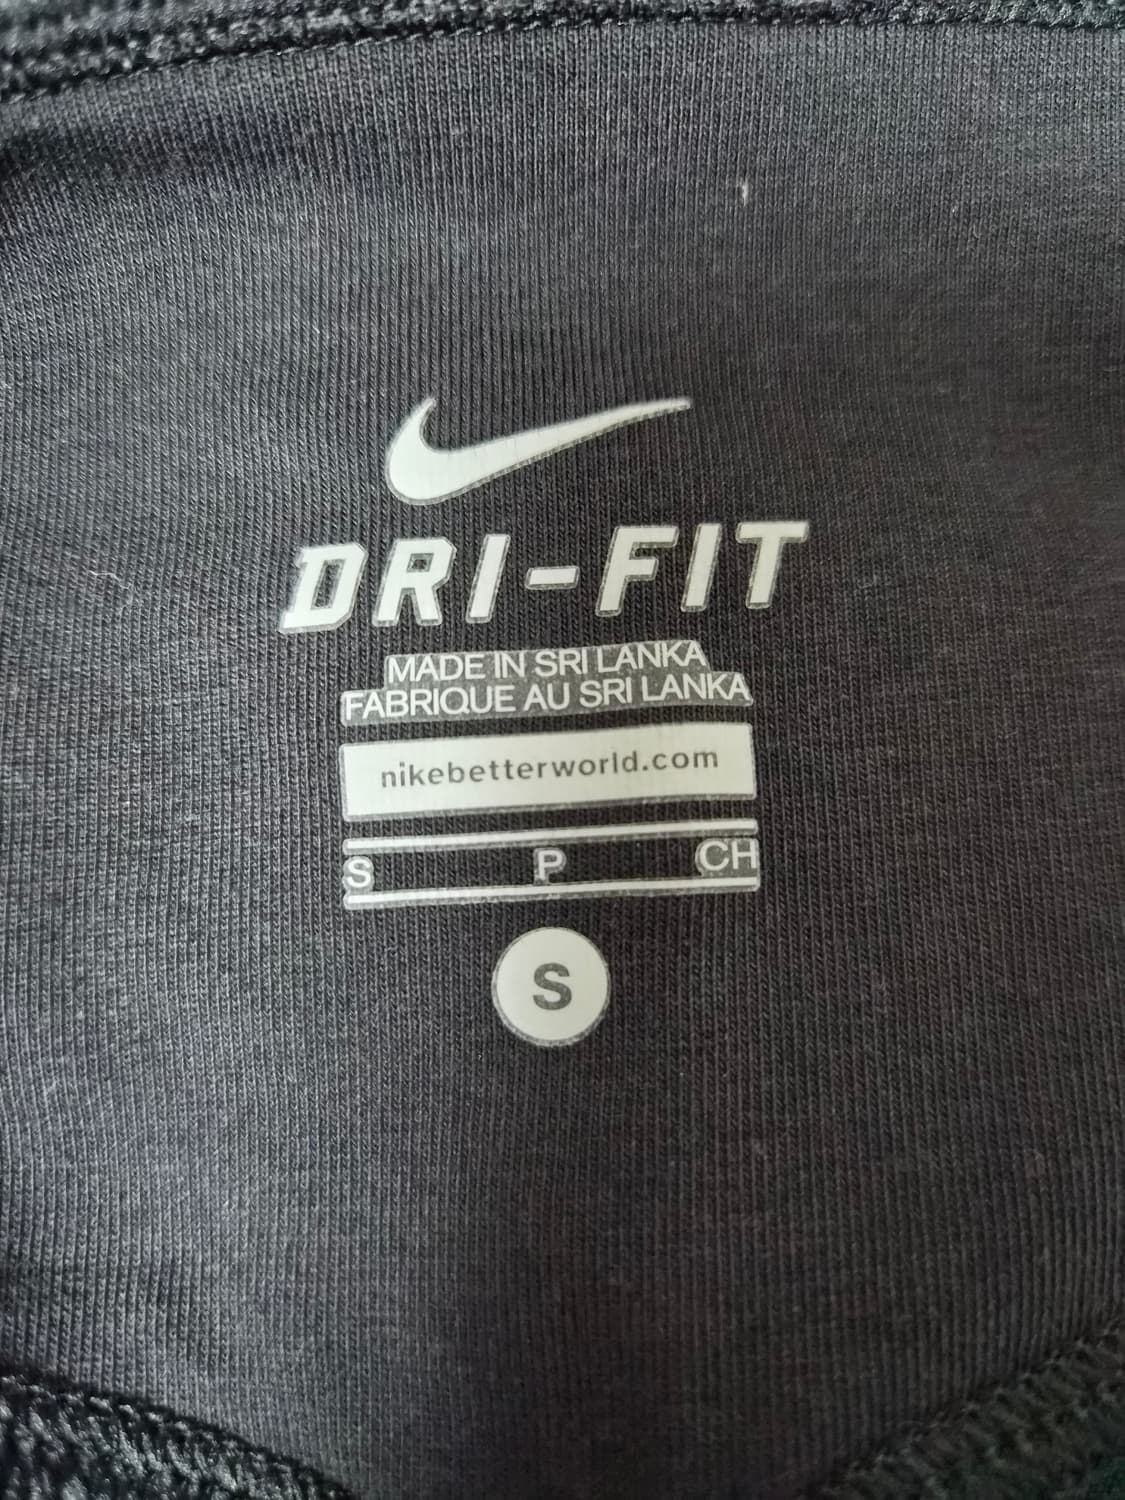 DRI-FIT
MADE IN SRI LANKA
FABRIQUE AU SRI LANKA
nikebetterworld.com
S P CH
S